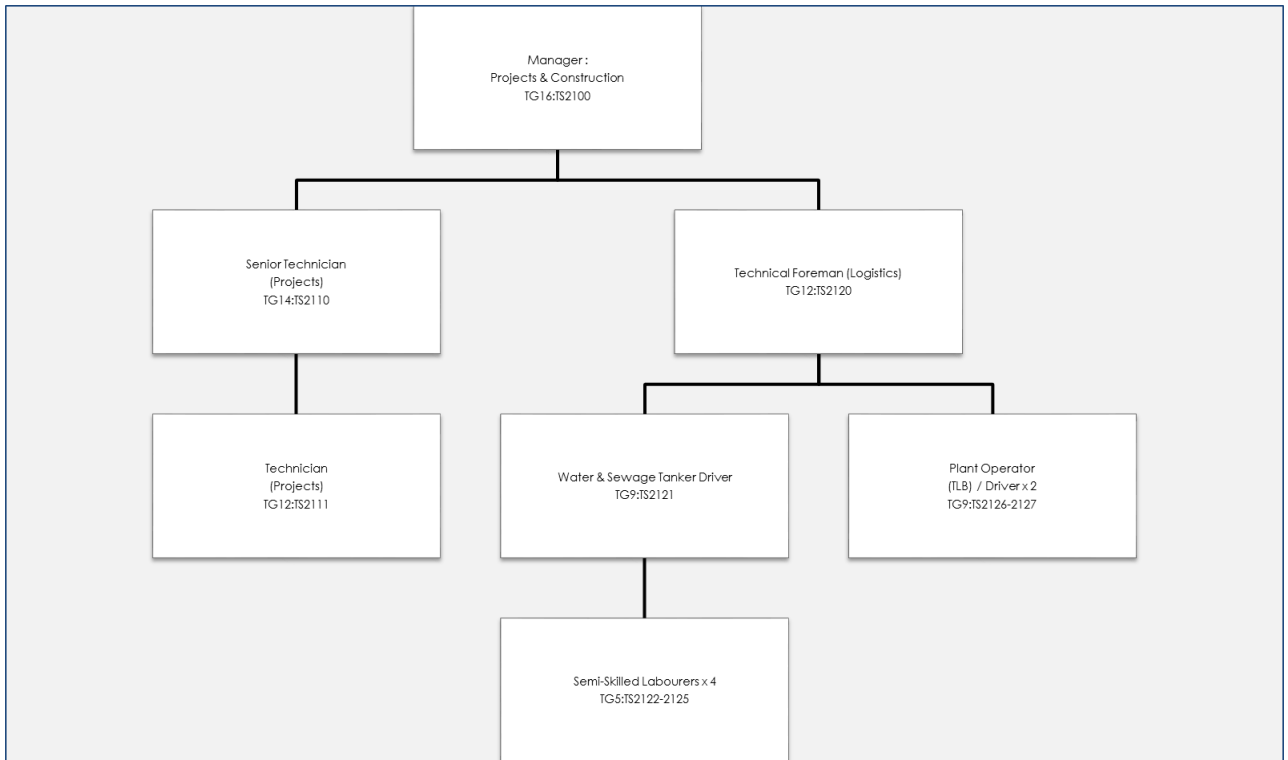 Manager :
Projects & Construction
TG16:TS2100
Senior Technician
(Projects)
TG14:TS2110
Technical Foreman (Logistics)
TG12:TS2120
Technician
(Projects)
TG12:TS2111
Water & Sewage Tanker Driver
TG9:TS2121
Plant Operator
(TLB) / Driver x 2
TG9:TS2126-2127
Semi-Skilled Labourers x 4
TG5:TS2122-2125